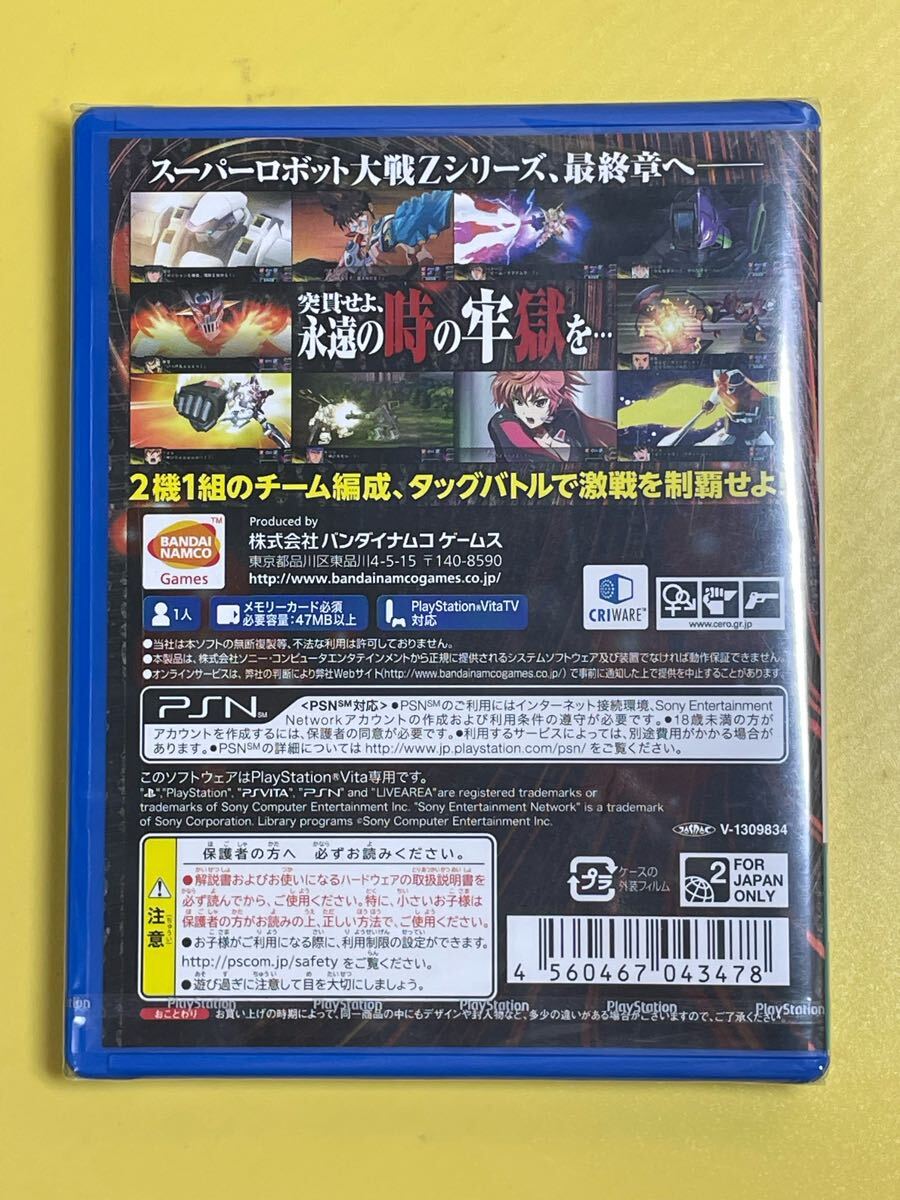 スーパーロボット大戦Zシリーズ、最終章へ――
突貫せよ、
永遠の時の牢獄を…
2機1組のチーム編成、タッグバトルで激戦を制覇せよ
BANDAI
NAMCO
Games
TM
Produced by
株式会社 バンダイナムコ ゲームス
東京都品川区東品川4-5-15 〒140-8590
http://www.bandainamcogames.co.jp/
1人
メモリーカード必須
必要容量:47MB以上
PlayStation®VitaTV
対応
CRIWARE™
www.cero.gr.jp
●当社は本ソフトの無断複製等、不法な利用は許可しておりません。
●本製品は、株式会社ソニー・コンピュータエンタテインメントから正規に提供されるシステムソフトウェア及び装置でなければ動作保証できません。
●オンラインサービスは、弊社の判断により弊社Webサイト(http://www.bandainamcogames.co.jp/)で事前に通知した上で提供を中止することがあります。
PSN SM
<PSN℠対応> ●PSN℠のご利用にはインターネット接続環境、Sony Entertainment
Network アカウントの作成および利用条件の遵守が必要です。●18歳未満の方が
アカウントを作成するには、保護者の同意が必要です。●利用するサービスによっては、別途費用がかかる場合が
あります。●PSN℠の詳細については http://www.jp.playstation.com/psn/ をご覧ください。
このソフトウェアはPlayStation®Vita専用です。
"PS","PlayStation", "PSVITA", "PSN" and "LIVEAREA"are registered trademarks or
trademarks of Sony Computer Entertainment Inc. "Sony Entertainment Network" is a trademark
of Sony Corporation. Library programs ©Sony Computer Entertainment Inc.
JASRAC V-1309834
注意
保護者の方へ 必ずお読みください。
●解説書およびお使いになるハードウェアの取扱説明書を
必ず読んでから、ご使用ください。特に、小さいお子様は
保護者の方がお読みの上、正しい方法で、ご使用ください。
●お子様がご利用になる際に、利用制限の設定ができます。
http://pscom.jp/safety をご覧ください。
●遊び過ぎに注意して目を大切にしましょう。
プラ
ケースの
外装フィルム
2
FOR
JAPAN
ONLY
4 560467 043478
PlayStation PlayStation PlayStation PlayStation PlayStation PlayStation
おことわり お買い上げの時期によって、同一商品の中にもデザインや封入物など、多少の違いがある場合がございますので、ご了承ください。